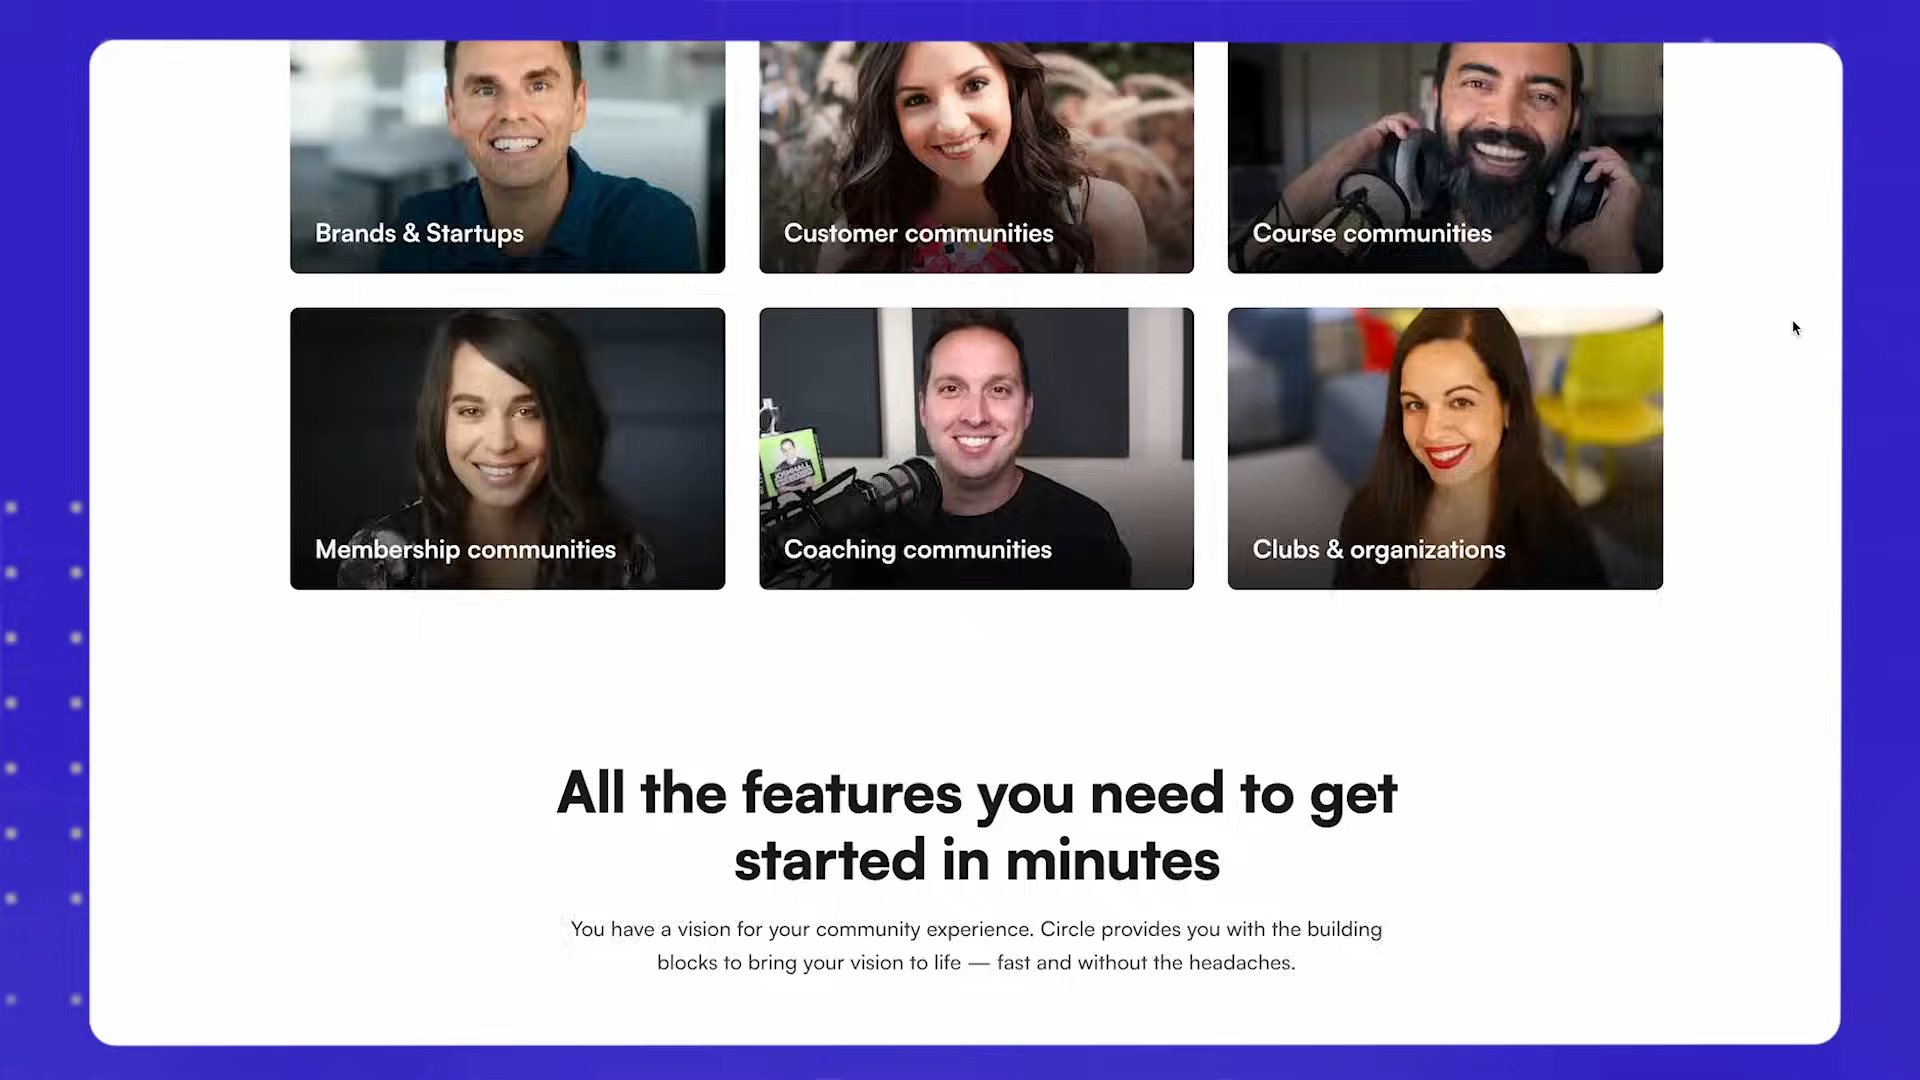 Brands & Startups
Customer communities
Course communities
JOSHHALL
Membership communities
Coaching communities
Clubs & organizations
All the features you need to get
started in minutes
You have a vision for your community experience. Circle provides you with the building
blocks to bring your vision to life — fast and without the headaches.